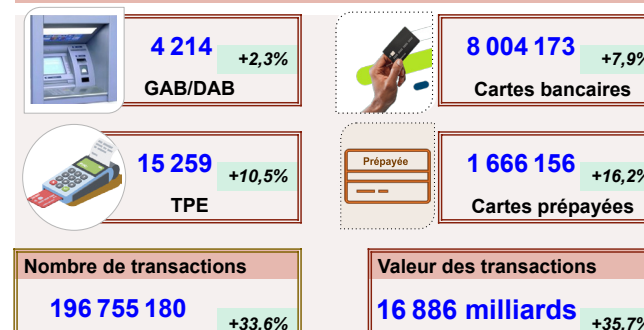 4 214 +2,3%
GAB/DAB
8 004 173 +7,9%
Cartes bancaires
15 259 +10,5%
TPE
Prépayée
1 666 156 +16,2%
Cartes prépayées
Nombre de transactions
196 755 180 +33,6%
Valeur des transactions
16 886 milliards +35,7%